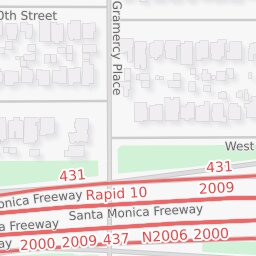 0th Street
Gramercy Place
West
431
431
onica Freeway
Rapid 10
2009
Santa Monica Freeway
a Freeway
way
2000 2009 437
N2006 2000